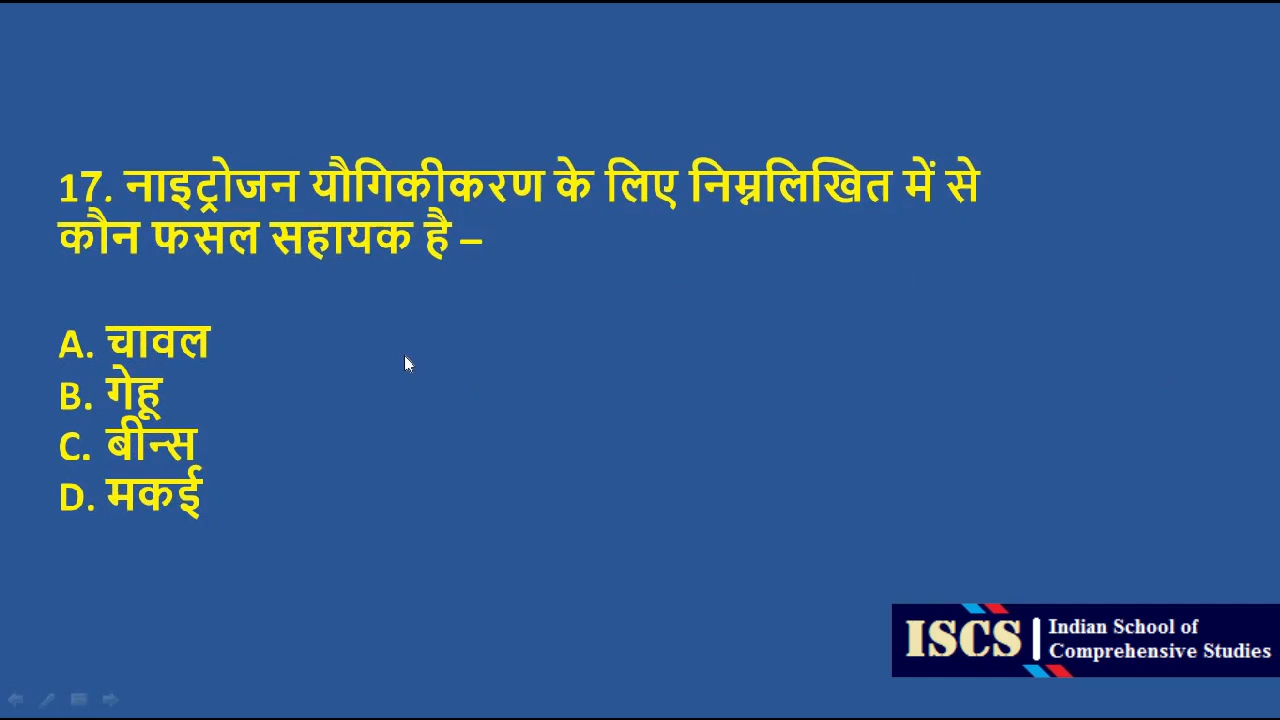 17. नाइट्रोजन यौगिकीकरण के लिए निम्नलिखित में से
कौन फसल सहायक है –
A. चावल
B. गेहू
C. बीन्स
D. मकई
ISCS
Indian School of
Comprehensive Studies